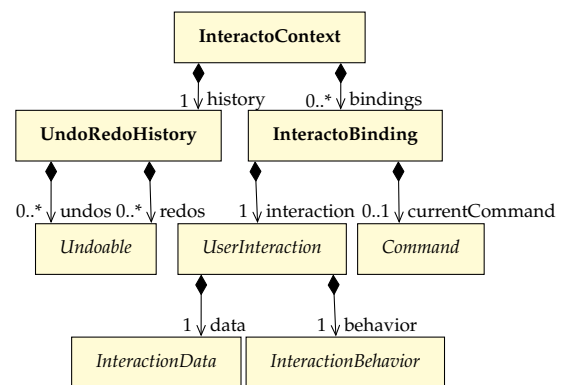 InteractoContext
1 history 0..* bindings
UndoRedoHistory InteractoBinding
0..* undos 0..* redos 1 interaction 0..1 currentCommand
Undoable UserInteraction Command
1 data 1 behavior
InteractionData InteractionBehavior